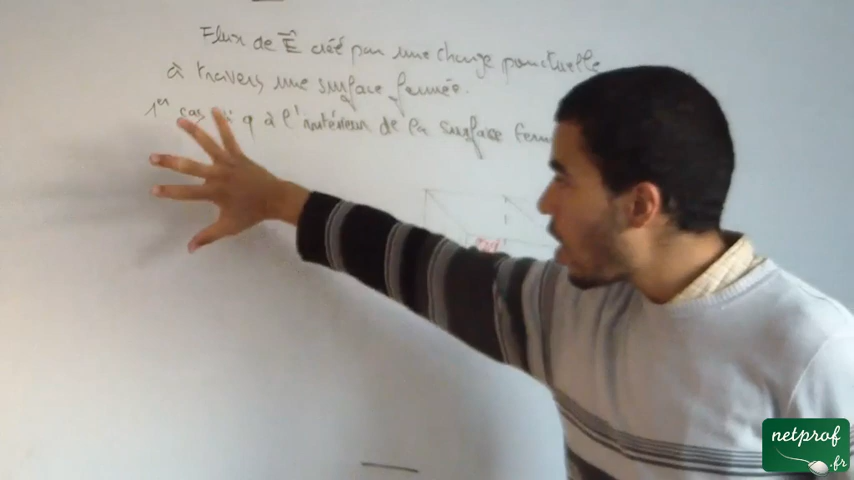 Flux de E⃗ créé par une charge ponctuelle
à travers une surface fermée.
1er cas q à l'intérieur de la surface ferm
netprof
.fr